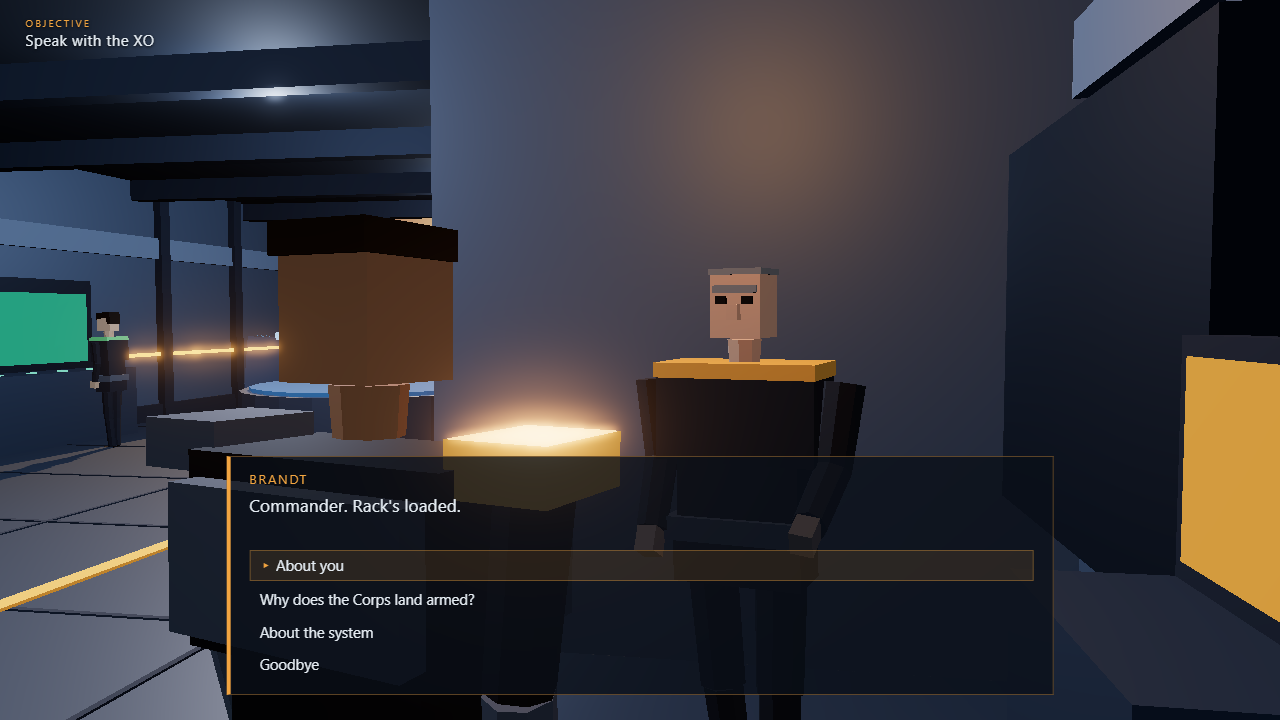 OBJECTIVE
Speak with the XO
BRANDT
Commander. Rack's loaded.
About you
Why does the Corps land armed?
About the system
Goodbye